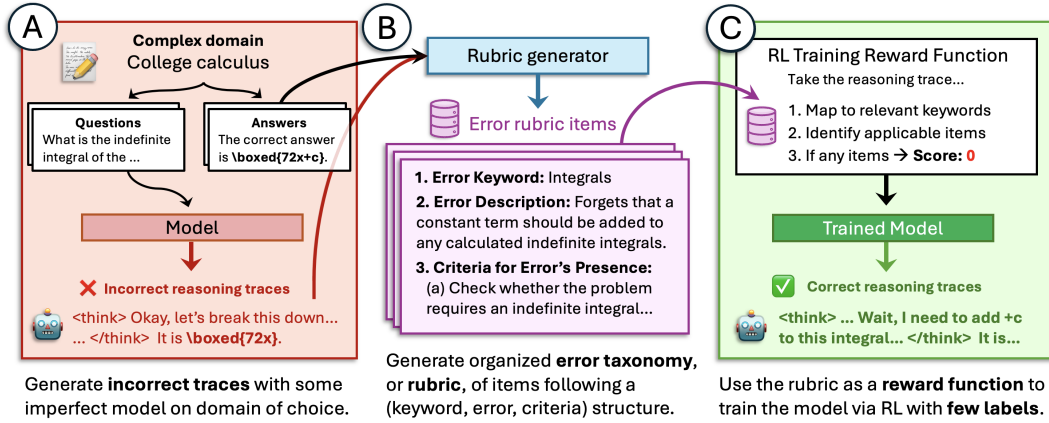 A
Complex domain
College calculus
Questions
What is the indefinite
integral of the ...
Answers
The correct answer
is \boxed{72x+c}.
Model
❌ Incorrect reasoning traces
<think> Okay, let's break this down...
... </think> It is \boxed{72x}.
Generate incorrect traces with some
imperfect model on domain of choice.
B
Rubric generator
Error rubric items
1. Error Keyword: Integrals
2. Error Description: Forgets that a
constant term should be added to
any calculated indefinite integrals.
3. Criteria for Error's Presence:
(a) Check whether the problem
requires an indefinite integral...
Generate organized error taxonomy,
or rubric, of items following a
(keyword, error, criteria) structure.
C
RL Training Reward Function
Take the reasoning trace...
1. Map to relevant keywords
2. Identify applicable items
3. If any items → Score: 0
Trained Model
✅ Correct reasoning traces
<think> ... Wait, I need to add +c
to this integral... </think> It is...
Use the rubric as a reward function to
train the model via RL with few labels.